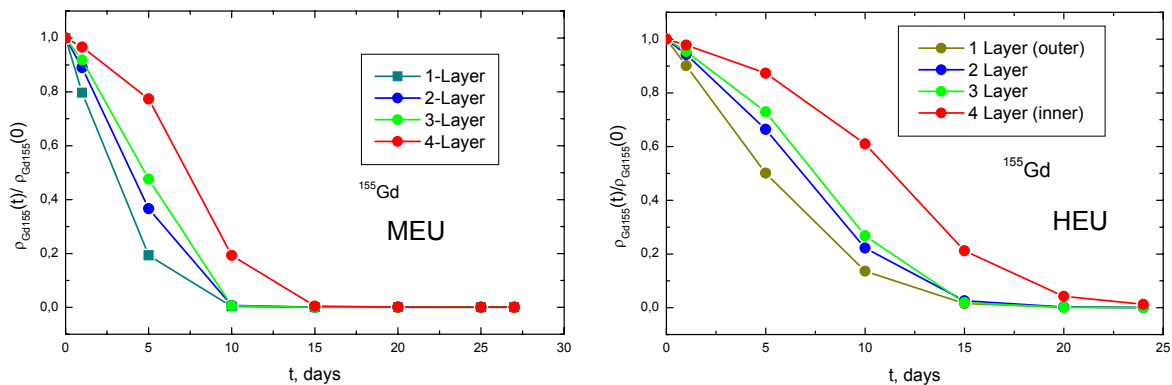 1,0
0,8
0,6
0,4
0,2
0,0
ρGd155(t)/ ρGd155(0)
1-Layer
2-Layer
3-Layer
4-Layer
¹⁵⁵Gd
MEU
0 5 10 15 20 25 30
t, days
1,0
0,8
0,6
0,4
0,2
0,0
ρGd155(t)/ρGd155(0)
1 Layer (outer)
2 Layer
3 Layer
4 Layer (inner)
¹⁵⁵Gd
HEU
0 5 10 15 20 25
t, days